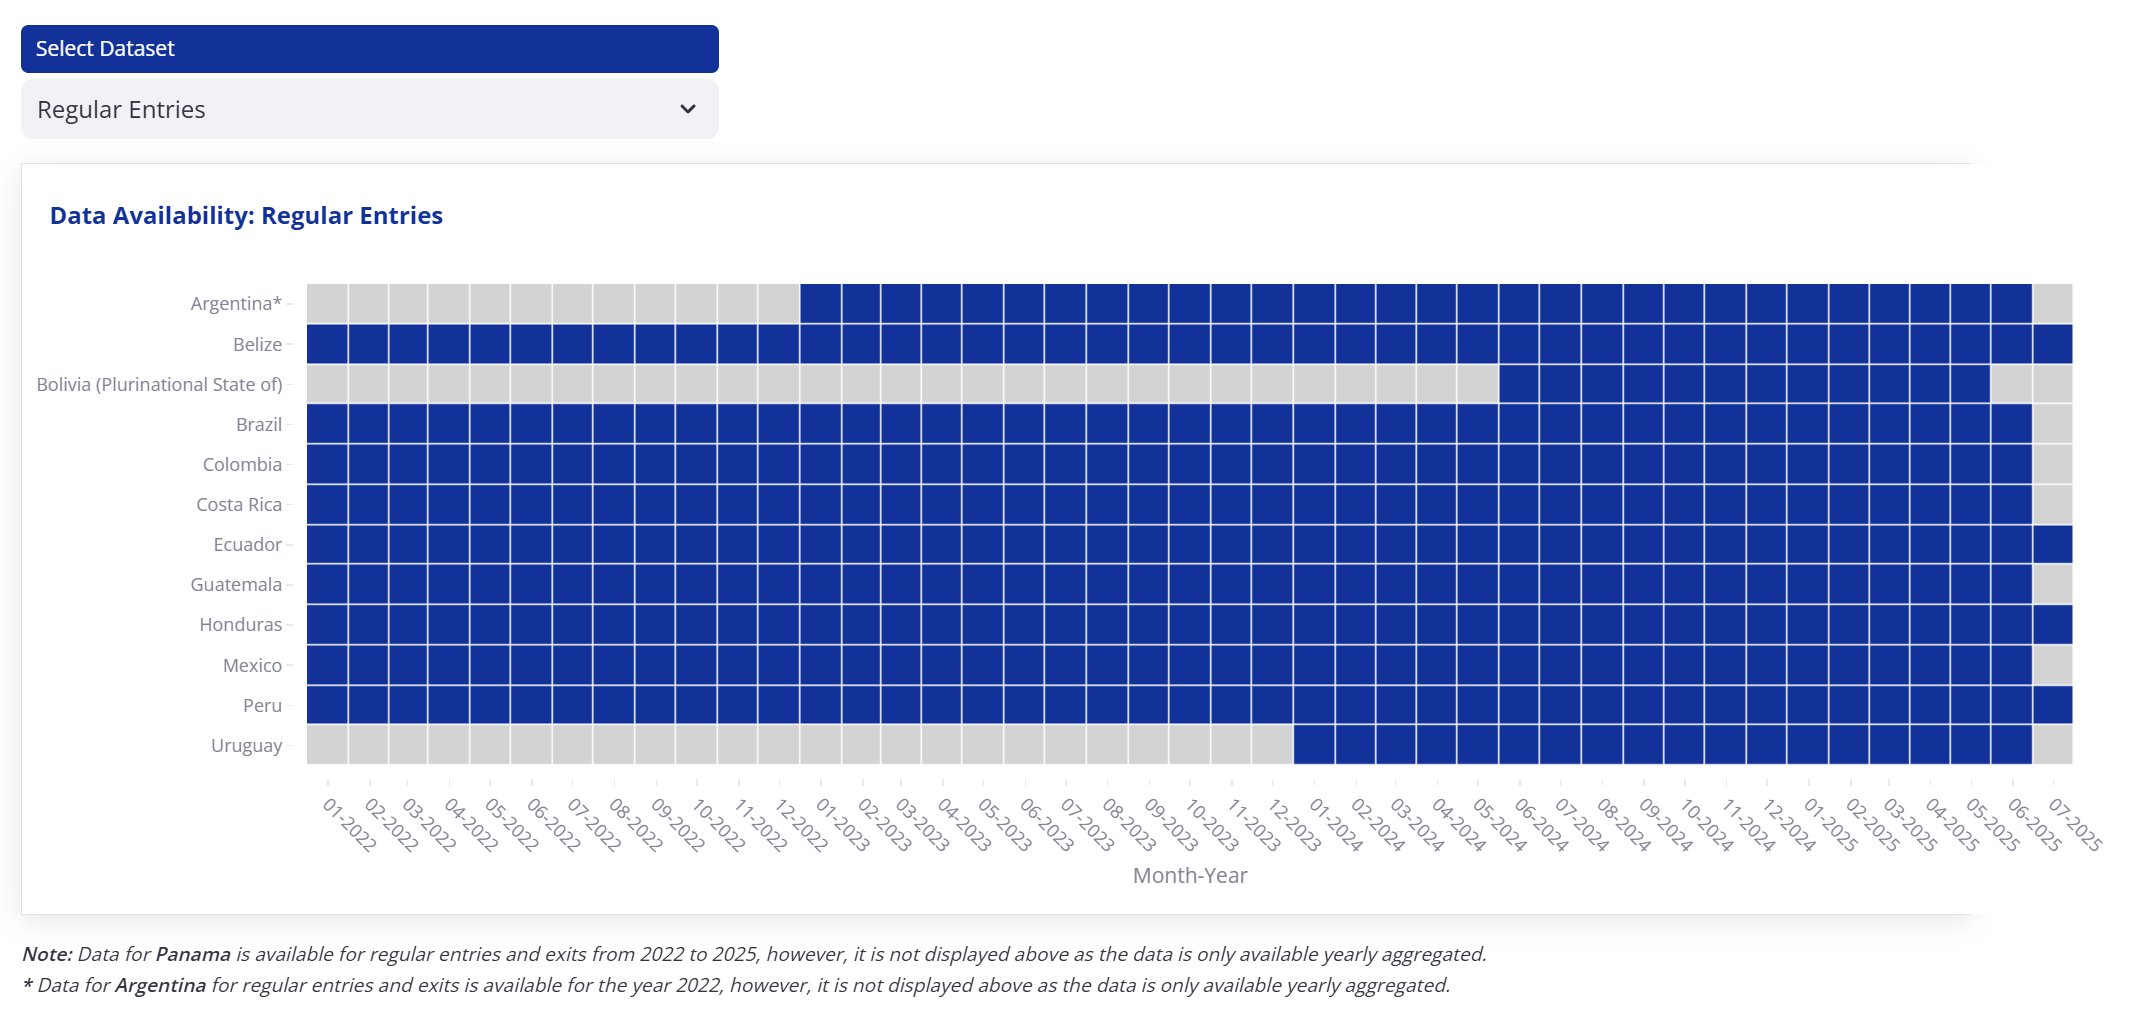 Select Dataset
Regular Entries
Data Availability: Regular Entries
Argentina*
Belize
Bolivia (Plurinational State of)
Brazil
Colombia
Costa Rica
Ecuador
Guatemala
Honduras
Mexico
Peru
Uruguay
01-2022
02-2022
03-2022
04-2022
05-2022
06-2022
07-2022
08-2022
09-2022
10-2022
11-2022
12-2022
01-2023
02-2023
03-2023
04-2023
05-2023
06-2023
07-2023
08-2023
09-2023
10-2023
11-2023
12-2023
01-2024
02-2024
03-2024
04-2024
05-2024
06-2024
07-2024
08-2024
09-2024
10-2024
11-2024
12-2024
01-2025
02-2025
03-2025
04-2025
05-2025
06-2025
07-2025
Month-Year
Note: Data for Panama is available for regular entries and exits from 2022 to 2025, however, it is not displayed above as the data is only available yearly aggregated.
* Data for Argentina for regular entries and exits is available for the year 2022, however, it is not displayed above as the data is only available yearly aggregated.